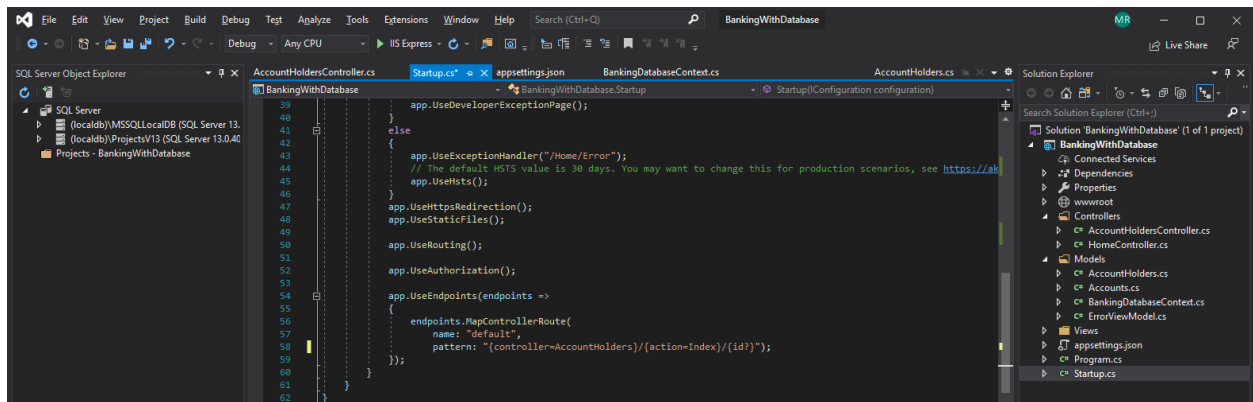 File Edit View Project Build Debug Test Analyze Tools Extensions Window Help Search (Ctrl+Q) BankingWithDatabase MR
Debug Any CPU IIS Express Live Share
SQL Server Object Explorer
SQL Server
(localdb)\MSSQLLocalDB (SQL Server 13.
(localdb)\ProjectsV13 (SQL Server 13.0.40
Projects - BankingWithDatabase
AccountHoldersController.cs Startup.cs* appsettings.json BankingDatabaseContext.cs AccountHolders.cs
BankingWithDatabase BankingWithDatabase.Startup Startup(IConfiguration configuration)
39 app.UseDeveloperExceptionPage();
40 }
41 else
42 {
43 app.UseExceptionHandler("/Home/Error");
44 // The default HSTS value is 30 days. You may want to change this for production scenarios, see https://ak
45 app.UseHsts();
46 }
47 app.UseHttpsRedirection();
48 app.UseStaticFiles();
49
50 app.UseRouting();
51
52 app.UseAuthorization();
53
54 app.UseEndpoints(endpoints =>
55 {
56 endpoints.MapControllerRoute(
57 name: "default",
58 pattern: "{controller=AccountHolders}/{action=Index}/{id?}");
59 });
60 }
61 }
62 }
Solution Explorer
Search Solution Explorer (Ctrl+;)
Solution 'BankingWithDatabase' (1 of 1 project)
BankingWithDatabase
Connected Services
Dependencies
Properties
wwwroot
Controllers
C# AccountHoldersController.cs
C# HomeController.cs
Models
C# AccountHolders.cs
C# Accounts.cs
C# BankingDatabaseContext.cs
C# ErrorViewModel.cs
Views
appsettings.json
C# Program.cs
C# Startup.cs